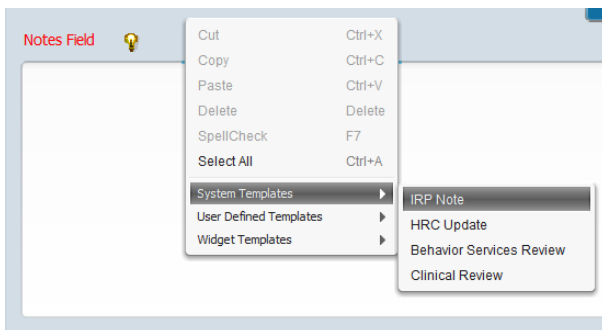 Notes Field
Cut Ctrl+X
Copy Ctrl+C
Paste Ctrl+V
Delete Delete
SpellCheck F7
Select All Ctrl+A
System Templates
User Defined Templates
Widget Templates
IRP Note
HRC Update
Behavior Services Review
Clinical Review